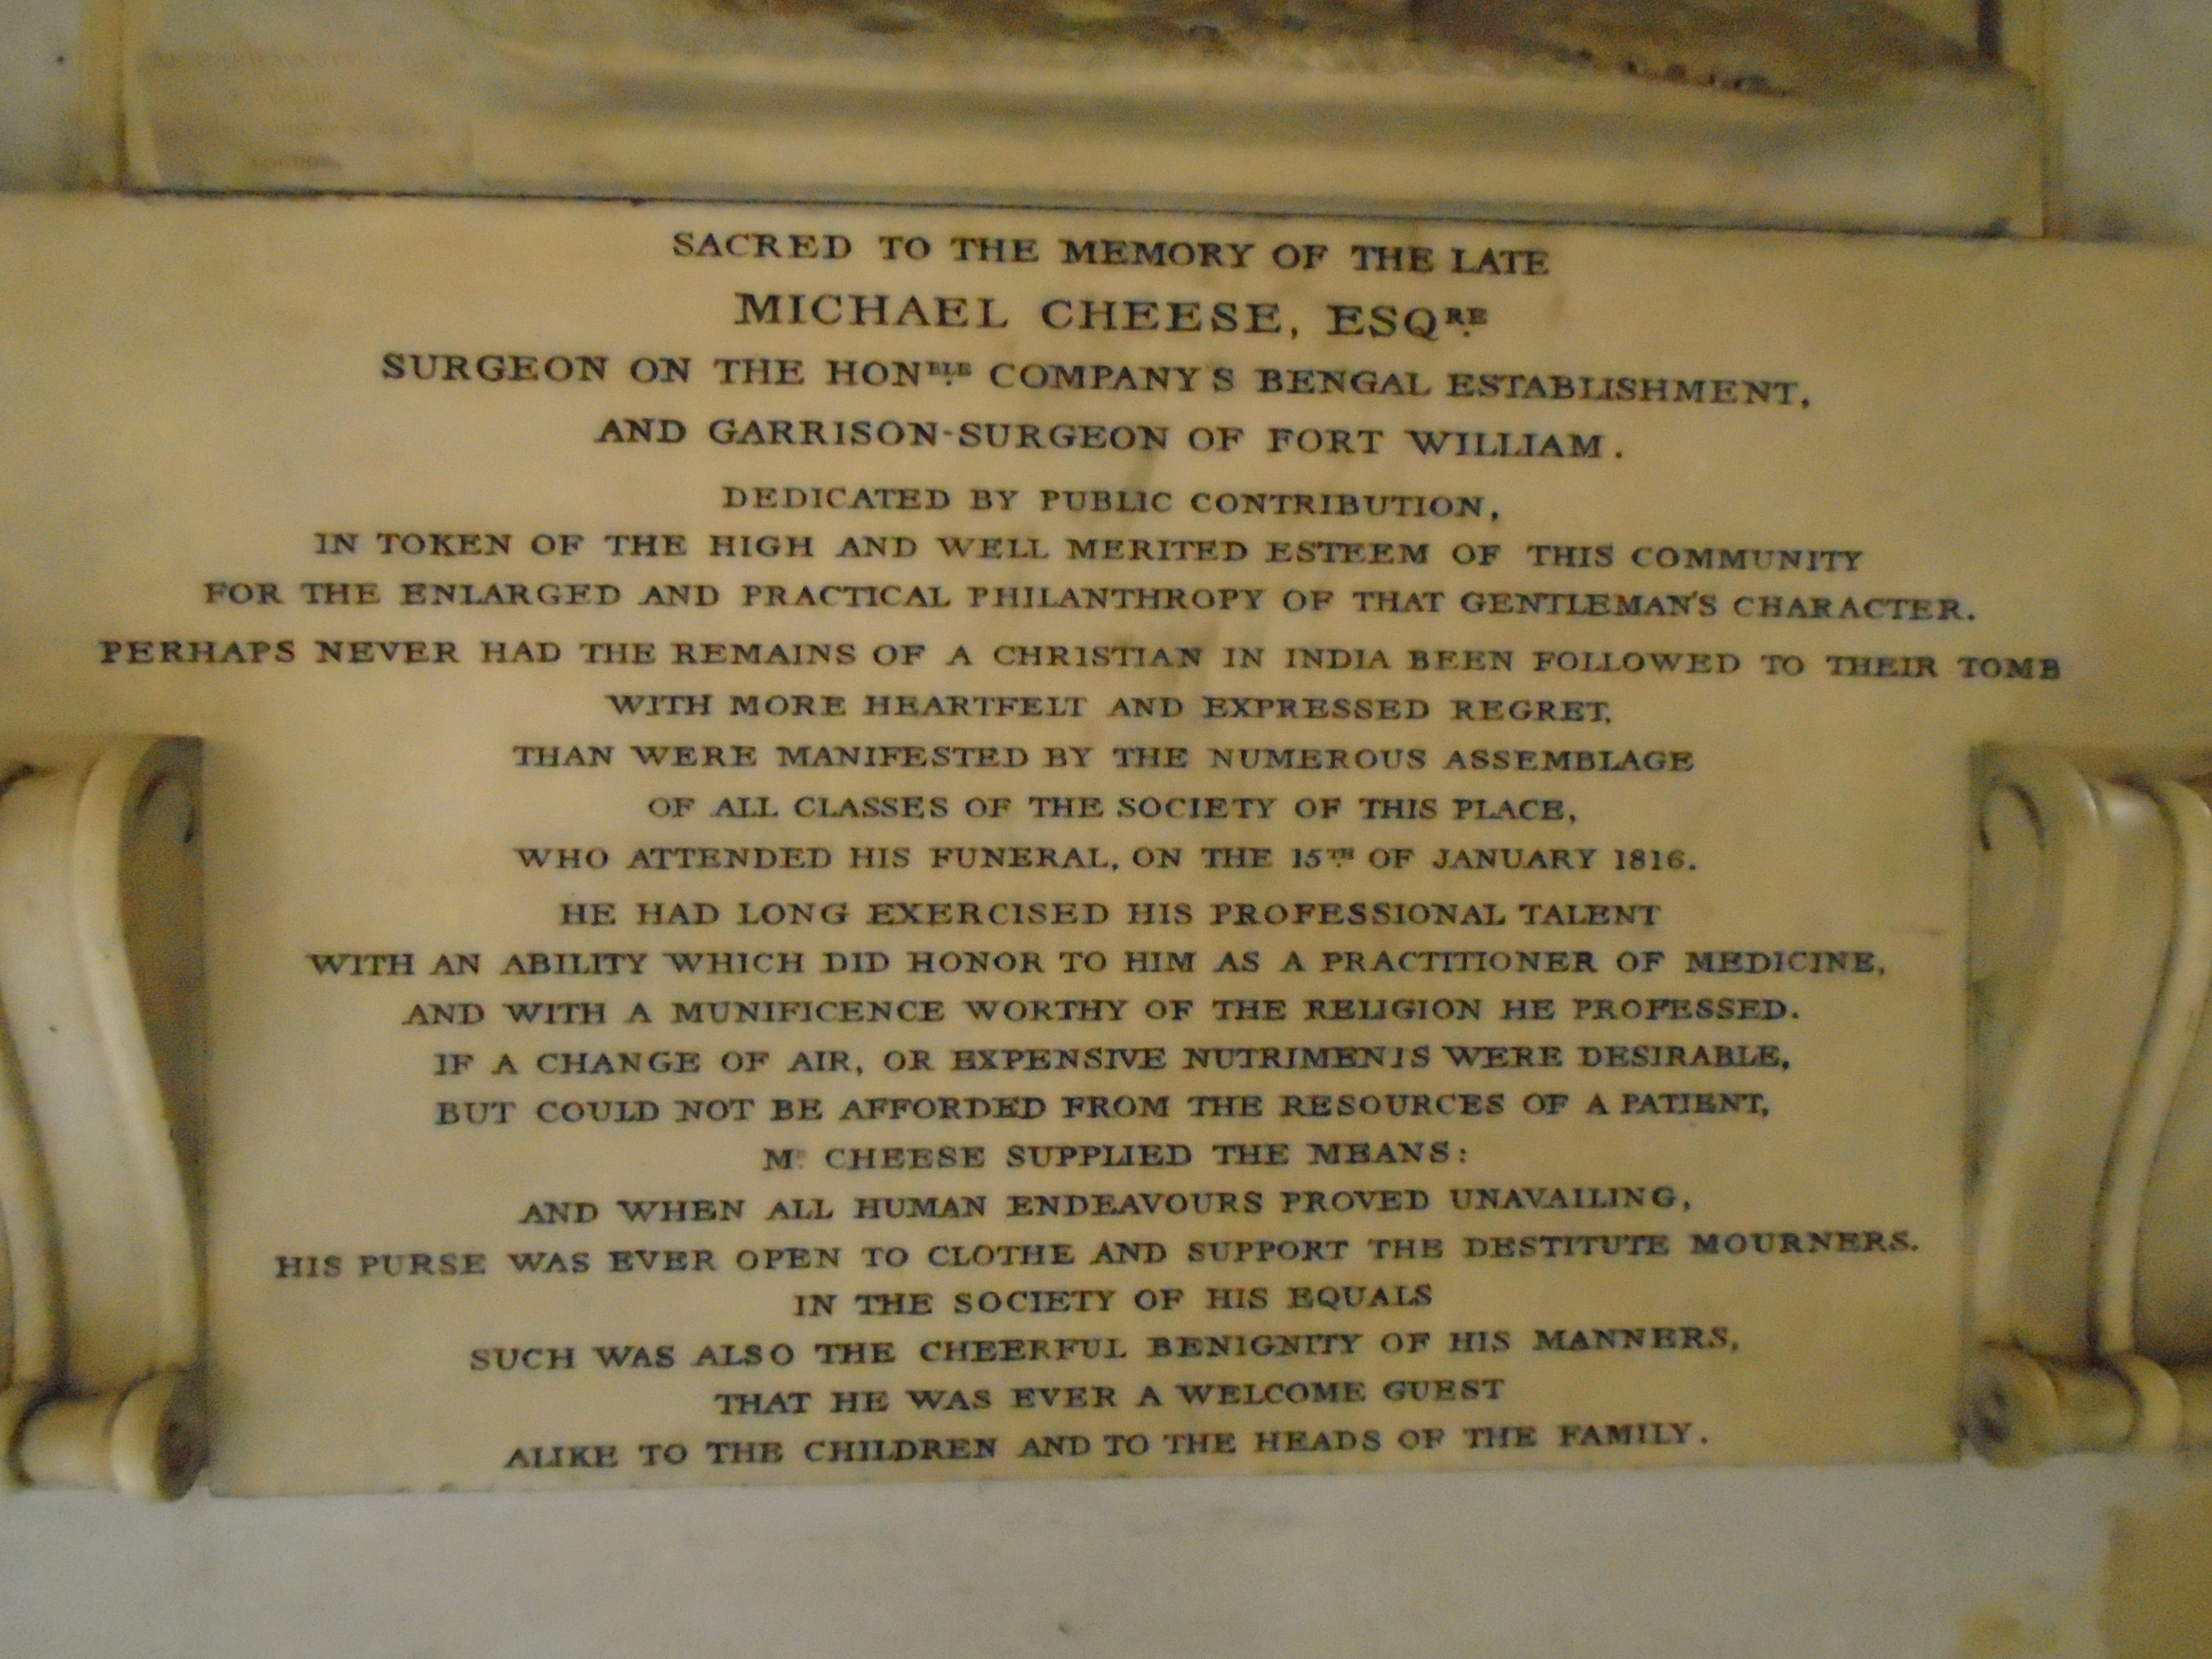 SACRED TO THE MEMORY OF THE LATE
MICHAEL CHEESE, ESQRE
SURGEON ON THE HONBLE COMPANY'S BENGAL ESTABLISHMENT,
AND GARRISON-SURGEON OF FORT WILLIAM.
DEDICATED BY PUBLIC CONTRIBUTION,
IN TOKEN OF THE HIGH AND WELL MERITED ESTEEM OF THIS COMMUNITY
FOR THE ENLARGED AND PRACTICAL PHILANTHROPY OF THAT GENTLEMAN'S CHARACTER.
PERHAPS NEVER HAD THE REMAINS OF A CHRISTIAN IN INDIA BEEN FOLLOWED TO THEIR TOMB
WITH MORE HEARTFELT AND EXPRESSED REGRET,
THAN WERE MANIFESTED BY THE NUMEROUS ASSEMBLAGE
OF ALL CLASSES OF THE SOCIETY OF THIS PLACE,
WHO ATTENDED HIS FUNERAL, ON THE 15TH OF JANUARY 1816.
HE HAD LONG EXERCISED HIS PROFESSIONAL TALENT
WITH AN ABILITY WHICH DID HONOR TO HIM AS A PRACTITIONER OF MEDICINE,
AND WITH A MUNIFICENCE WORTHY OF THE RELIGION HE PROFESSED.
IF A CHANGE OF AIR, OR EXPENSIVE NUTRIMENTS WERE DESIRABLE,
BUT COULD NOT BE AFFORDED FROM THE RESOURCES OF A PATIENT,
MR CHEESE SUPPLIED THE MEANS:
AND WHEN ALL HUMAN ENDEAVOURS PROVED UNAVAILING,
HIS PURSE WAS EVER OPEN TO CLOTHE AND SUPPORT THE DESTITUTE MOURNERS.
IN THE SOCIETY OF HIS EQUALS
SUCH WAS ALSO THE CHEERFUL BENIGNITY OF HIS MANNERS,
THAT HE WAS EVER A WELCOME GUEST
ALIKE TO THE CHILDREN AND TO THE HEADS OF THE FAMILY.